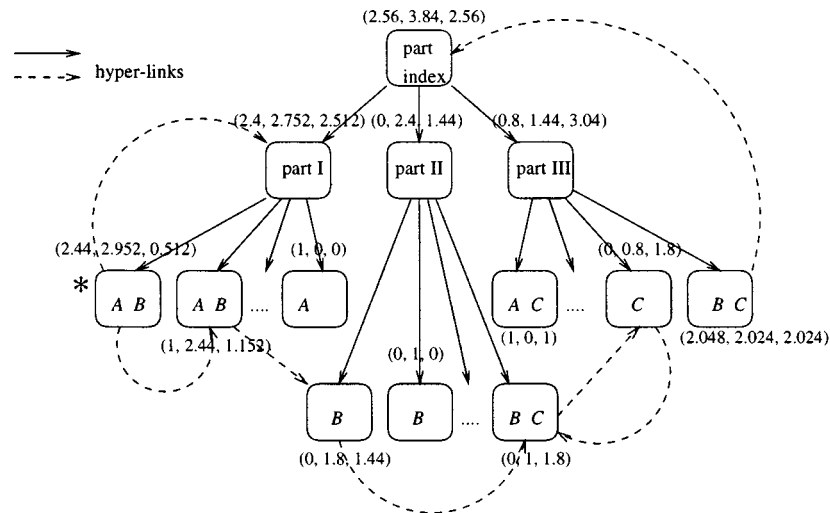 (2.56, 3.84, 2.56)
part
index
hyper-links
(2.4, 2.752, 2.512)
(0, 2.4, 1.44)
(0.8, 1.44, 3.04)
part I
part II
part III
(2.44, 2.952, 0.512)
(1, 0, 0)
(0, 0.8, 1.8)
*
A B
A B
....
A
A C
....
C
B C
(1, 2.44, 1.152)
(1, 0, 1)
(2.048, 2.024, 2.024)
(0, 1, 0)
B
B
....
B C
(0, 1.8, 1.44)
(0, 1, 1.8)